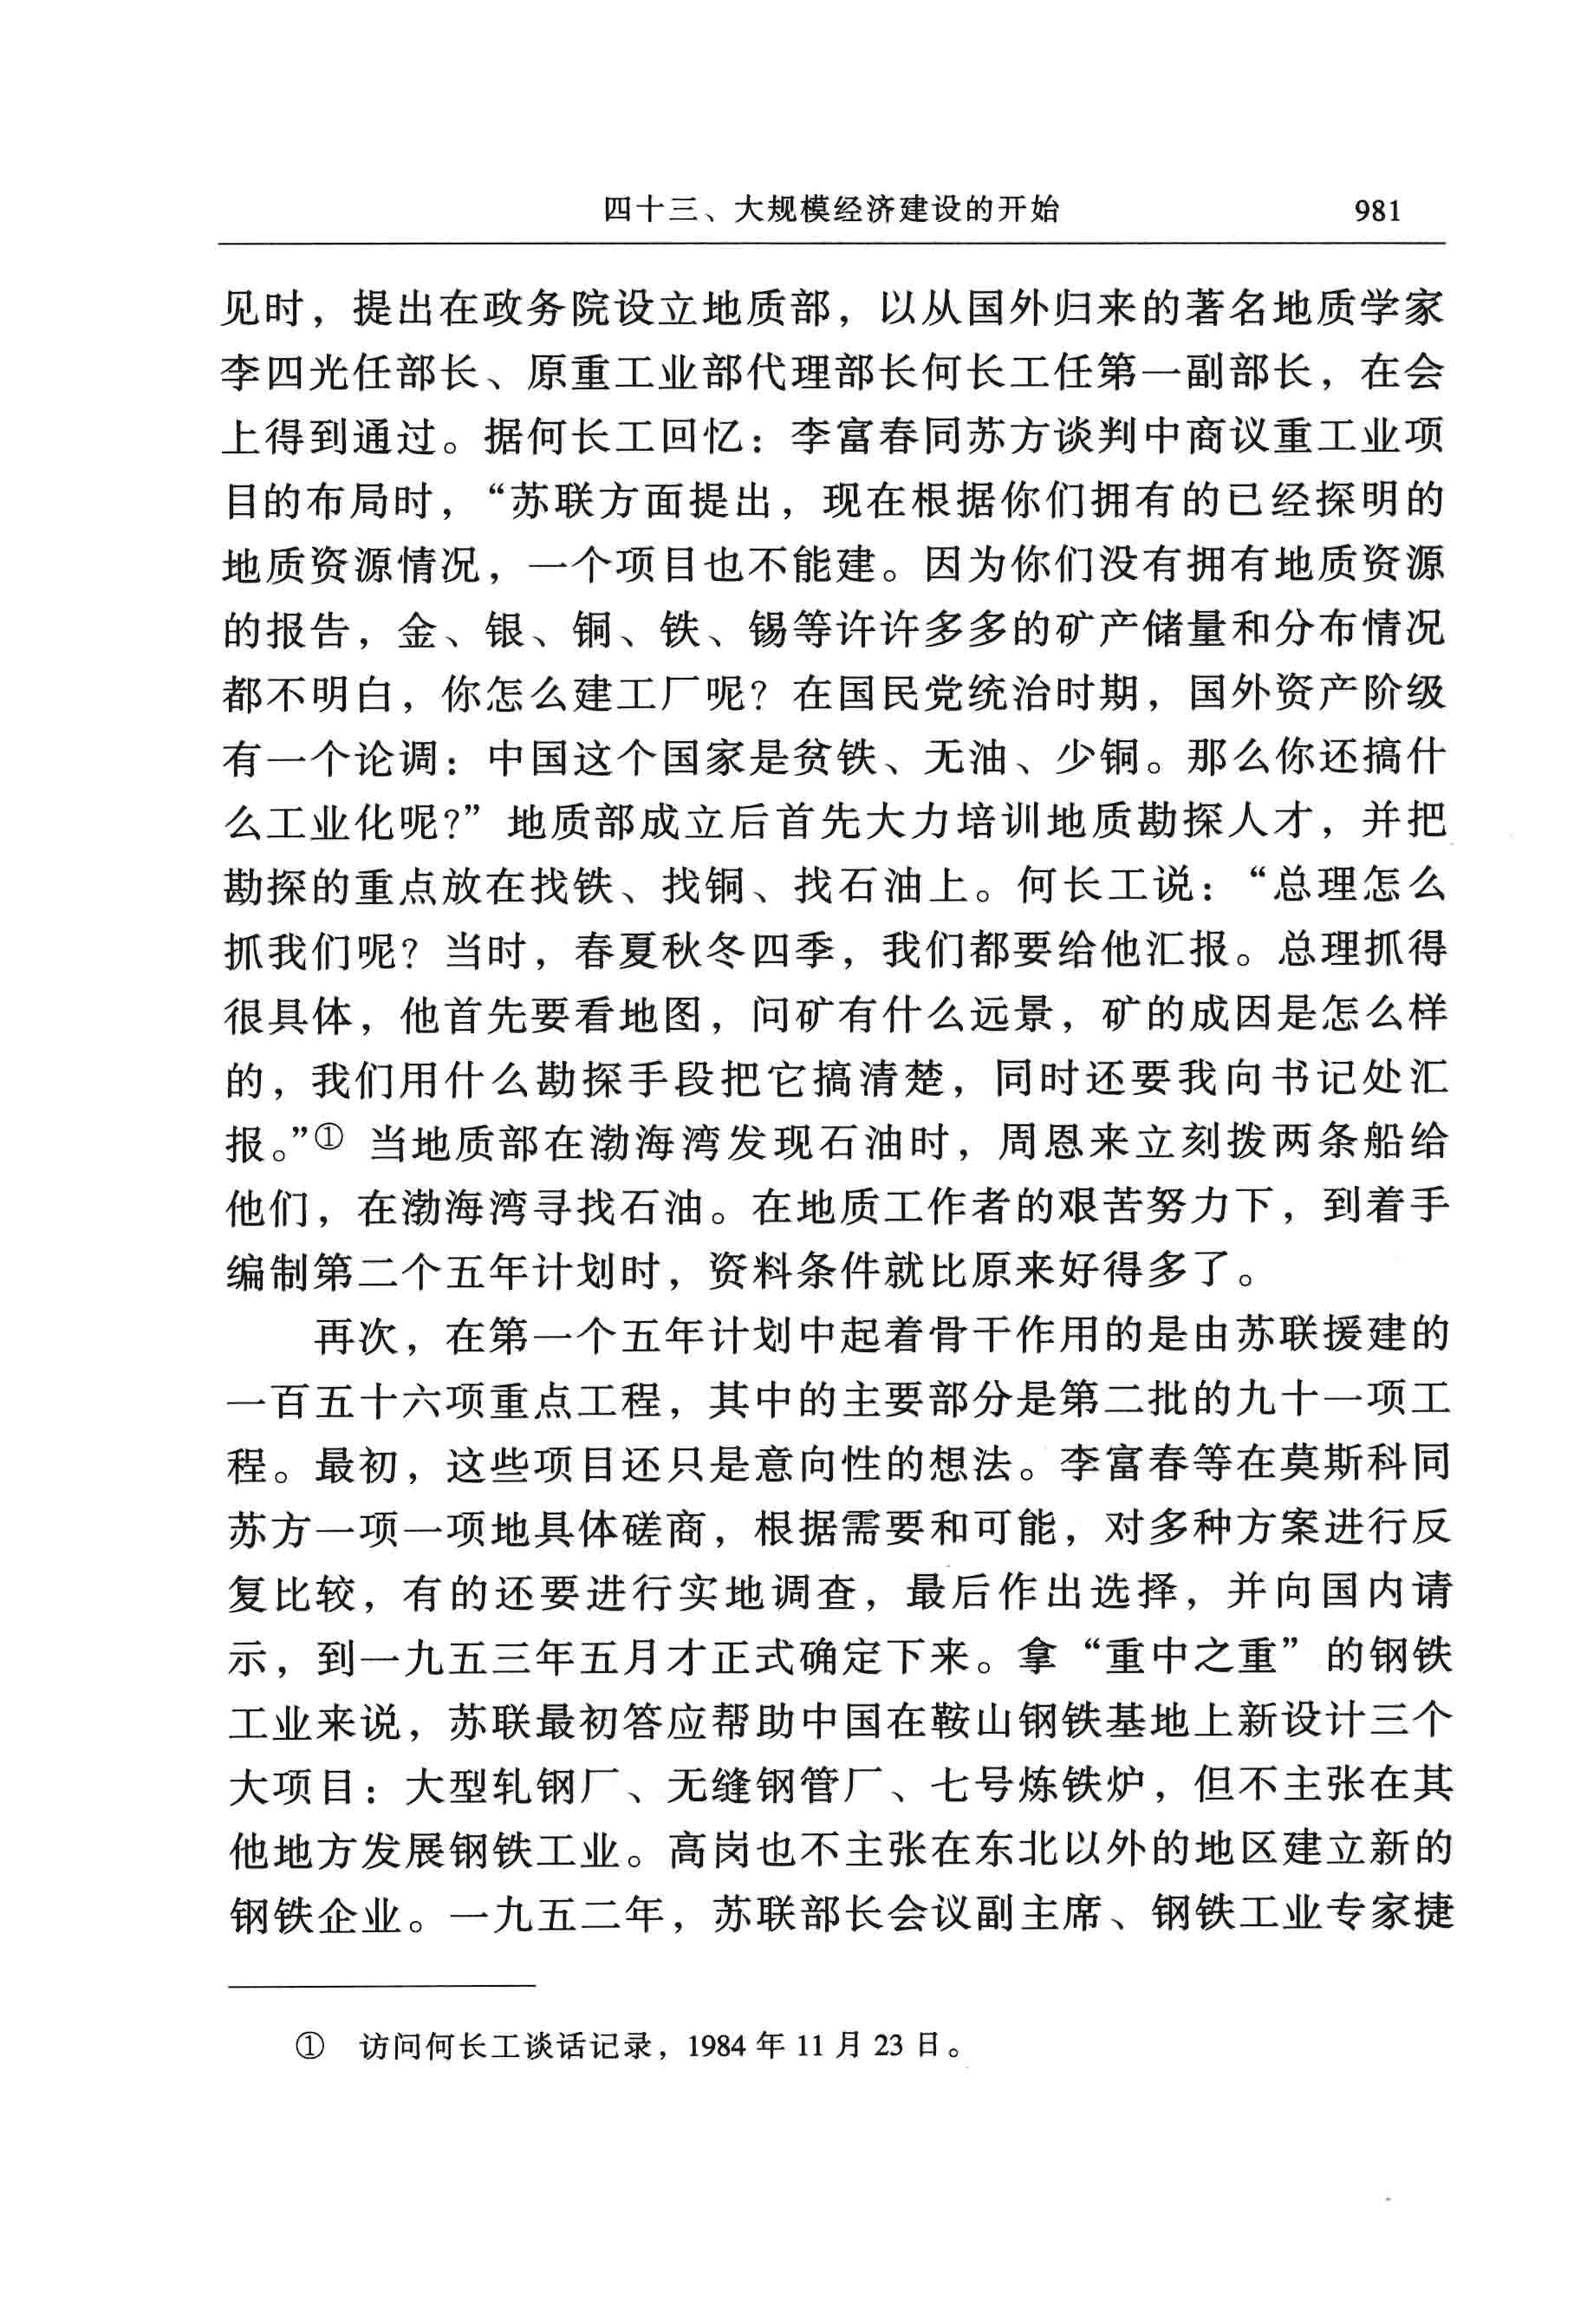 四十三、大规模经济建设的开始 981
见时，提出在政务院设立地质部，以从国外归来的著名地质学家
李四光任部长、原重工业部代理部长何长工任第一副部长，在会
上得到通过。据何长工回忆：李富春同苏方谈判中商议重工业项
目的布局时，“苏联方面提出，现在根据你们拥有的已经探明的
地质资源情况，一个项目也不能建。因为你们没有拥有地质资源
的报告，金、银、铜、铁、锡等许许多多的矿产储量和分布情况
都不明白，你怎么建工厂呢？在国民党统治时期，国外资产阶级
有一个论调：中国这个国家是贫铁、无油、少铜。那么你还搞什
么工业化呢？”地质部成立后首先大力培训地质勘探人才，并把
勘探的重点放在找铁、找铜、找石油上。何长工说：“总理怎么
抓我们呢？当时，春夏秋冬四季，我们都要给他汇报。总理抓得
很具体，他首先要看地图，问矿有什么远景，矿的成因是怎么样
的，我们用什么勘探手段把它搞清楚，同时还要我向书记处汇
报。”① 当地质部在渤海湾发现石油时，周恩来立刻拨两条船给
他们，在渤海湾寻找石油。在地质工作者的艰苦努力下，到着手
编制第二个五年计划时，资料条件就比原来好得多了。
再次，在第一个五年计划中起着骨干作用的是由苏联援建的
一百五十六项重点工程，其中的主要部分是第二批的九十一项工
程。最初，这些项目还只是意向性的想法。李富春等在莫斯科同
苏方一项一项地具体磋商，根据需要和可能，对多种方案进行反
复比较，有的还要进行实地调查，最后作出选择，并向国内请
示，到一九五三年五月才正式确定下来。拿“重中之重”的钢铁
工业来说，苏联最初答应帮助中国在鞍山钢铁基地上新设计三个
大项目：大型轧钢厂、无缝钢管厂、七号炼铁炉，但不主张在其
他地方发展钢铁工业。高岗也不主张在东北以外的地区建立新的
钢铁企业。一九五二年，苏联部长会议副主席、钢铁工业专家捷
① 访问何长工谈话记录，1984 年 11 月 23 日。